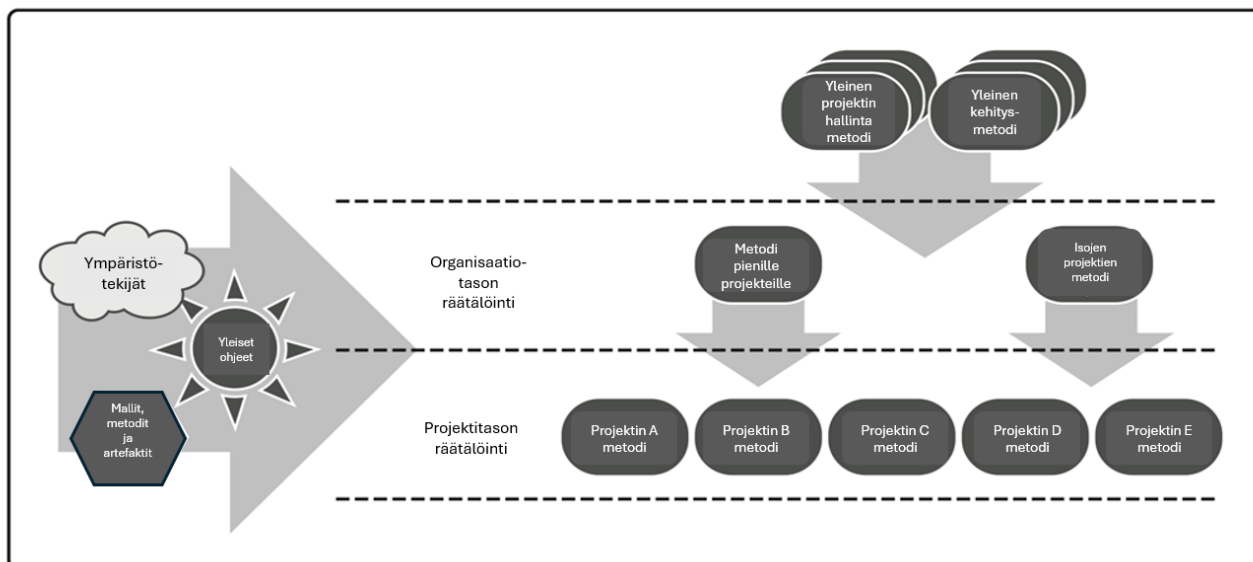 Yleinen
projektin
hallinta
metodi
Yleinen
kehitys-
metodi
Ympäristö-
tekijät
Yleiset
ohjeet
Mallit,
metodit
ja
artefaktit
Organisaatio-
tason
räätälöinti
Metodi
pienille
projekteille
Isojen
projektien
metodi
Projektitason
räätälöinti
Projektin A
metodi
Projektin B
metodi
Projektin C
metodi
Projektin D
metodi
Projektin E
metodi